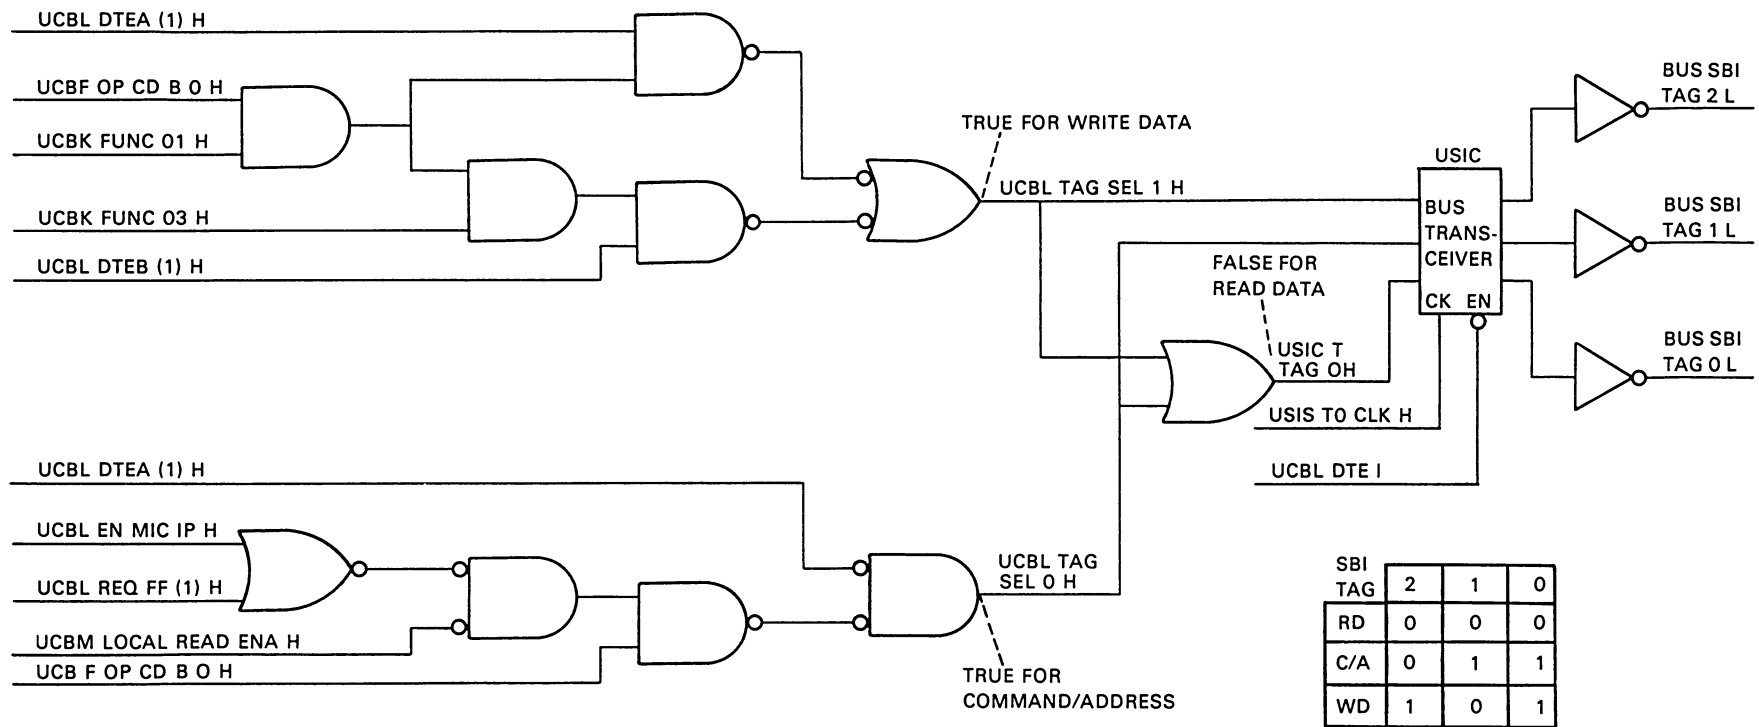 UCBL DTEA (1) H
UCBF OP CD B 0 H
UCBK FUNC 01 H
UCBK FUNC 03 H
UCBL DTEB (1) H
TRUE FOR WRITE DATA
UCBL TAG SEL 1 H
USIC
BUS
TRANS-
CEIVER
CK EN
BUS SBI
TAG 2 L
BUS SBI
TAG 1 L
BUS SBI
TAG 0 L
FALSE FOR
READ DATA
USIC T
TAG OH
USIS T0 CLK H
UCBL DTE I
UCBL DTEA (1) H
UCBL EN MIC IP H
UCBL REQ FF (1) H
UCBM LOCAL READ ENA H
UCB F OP CD B O H
UCBL TAG
SEL 0 H
TRUE FOR
COMMAND/ADDRESS
SBI
TAG 2 1 0
RD 0 0 0
C/A 0 1 1
WD 1 0 1